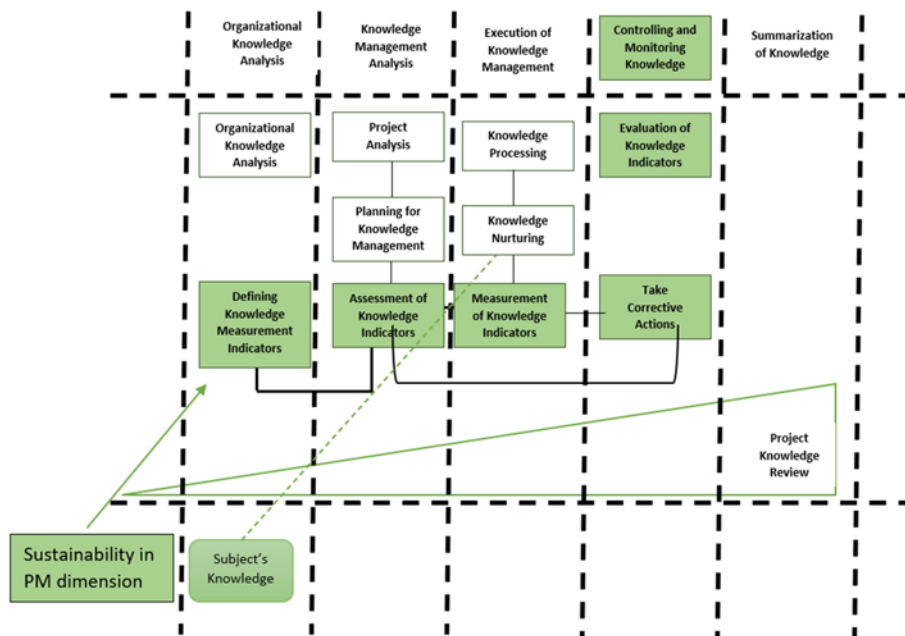 Organizational
Knowledge
Analysis
Knowledge
Management
Analysis
Execution of
Knowledge
Management
Controlling and
Monitoring
Knowledge
Summarization
of Knowledge
Organizational
Knowledge
Analysis
Project
Analysis
Knowledge
Processing
Evaluation of
Knowledge
Indicators
Planning for
Knowledge
Management
Knowledge
Nurturing
Defining
Knowledge
Measurement
Indicators
Assessment of
Knowledge
Indicators
Measurement
of Knowledge
Indicators
Take
Corrective
Actions
Project
Knowledge
Review
Sustainability in
PM dimension
Subject's
Knowledge